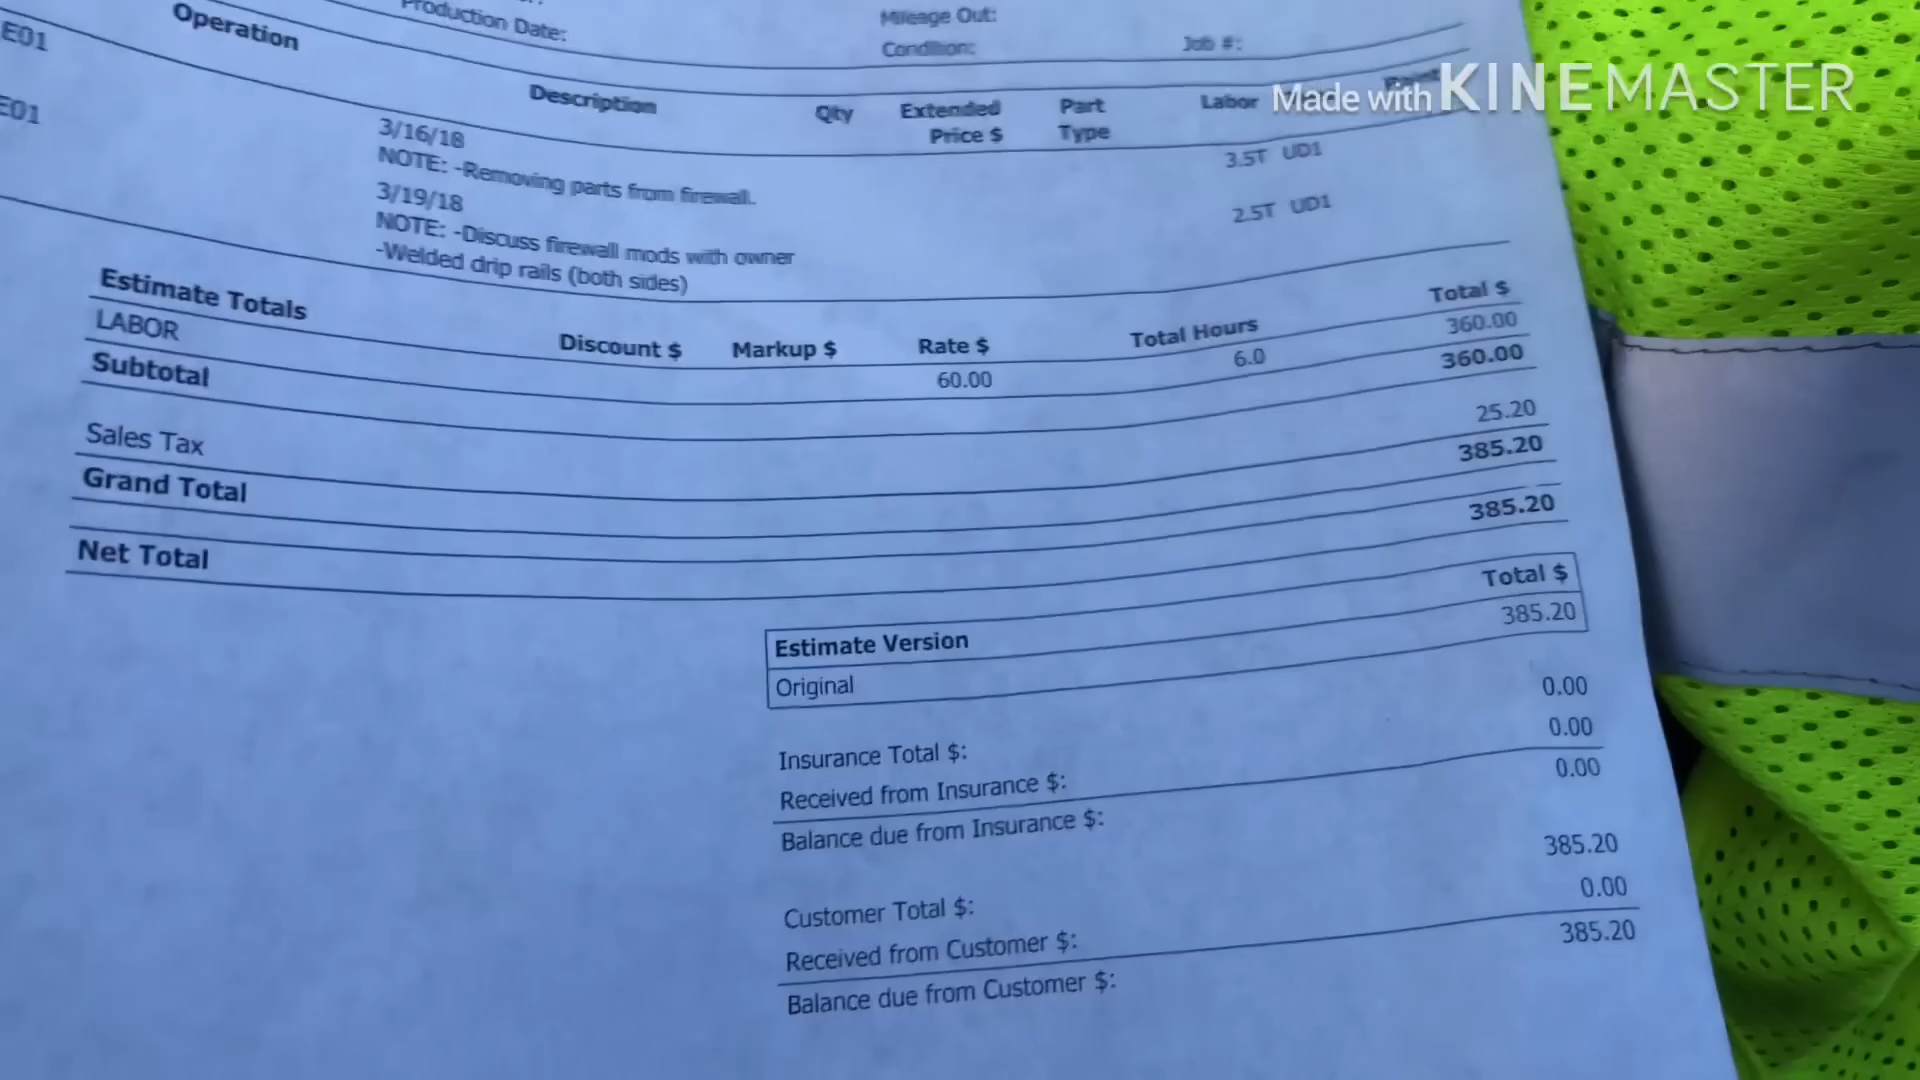 Production Date:
Mileage Out:
Condition:
Job #:
Operation
Description
Qty
Extended Price $
Part Type
Labor
Made with KINEMASTER
E01
3/16/18
NOTE: -Removing parts from firewall.
3.5T UD1
E01
3/19/18
NOTE: -Discuss firewall mods with owner
-Welded drip rails (both sides)
2.5T UD1
Estimate Totals Discount $ Markup $ Rate $ Total Hours Total $
LABOR 60.00 6.0 360.00
Subtotal 360.00
Sales Tax 25.20
Grand Total 385.20
Net Total 385.20
Estimate Version Total $
Original 385.20
Insurance Total $: 0.00
Received from Insurance $: 0.00
Balance due from Insurance $: 0.00
Customer Total $: 385.20
Received from Customer $: 0.00
Balance due from Customer $: 385.20